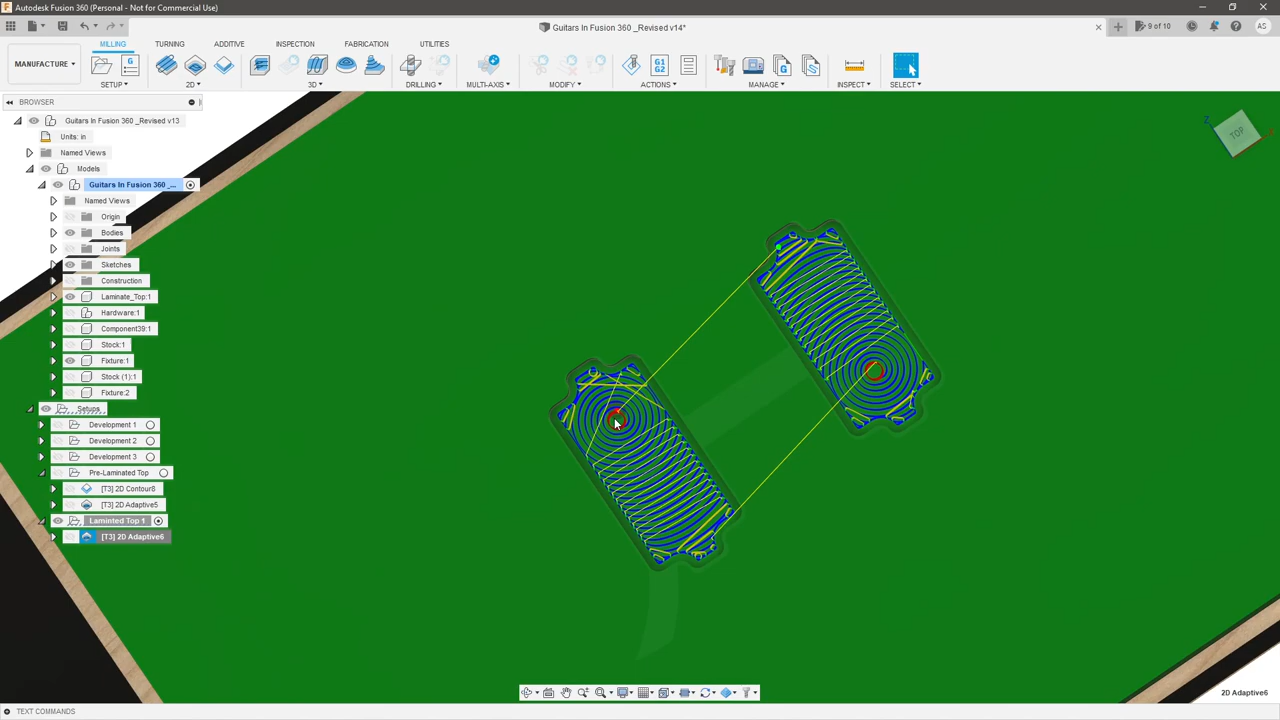 Autodesk Fusion 360 (Personal - Not for Commercial Use)
Guitars In Fusion 360 _Revised v14*
9 of 10
AS
MILLING
TURNING
ADDITIVE
INSPECTION
FABRICATION
UTILITIES
MANUFACTURE
G
G1
G2
SETUP
2D
3D
DRILLING
MULTI-AXIS
MODIFY
ACTIONS
MANAGE
INSPECT
SELECT
BROWSER
Guitars In Fusion 360 _Revised v13
Units: in
Named Views
Models
Guitars In Fusion 360 _...
Named Views
Origin
Bodies
Joints
Sketches
Construction
Laminate_Top:1
Hardware:1
Component39:1
Stock:1
Fixture:1
Stock (1):1
Fixture:2
Setups
Development 1
Development 2
Development 3
Pre-Laminated Top
[T3] 2D Contour8
[T3] 2D Adaptive5
Laminted Top 1
[T3] 2D Adaptive6
Z
TOP
X
2D Adaptive6
TEXT COMMANDS